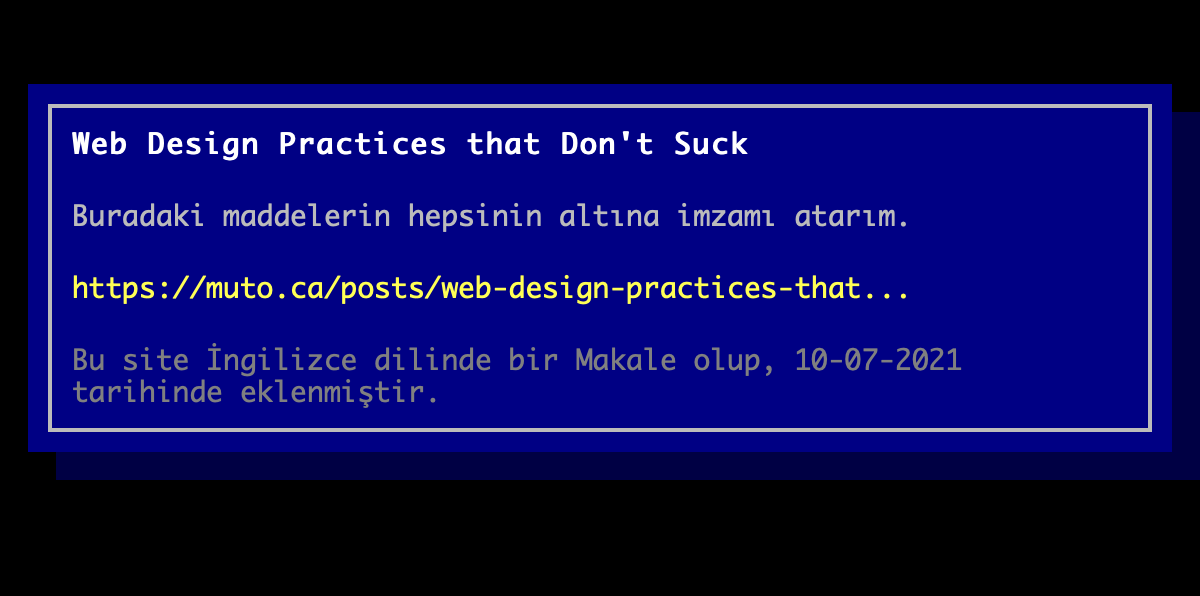 Web Design Practices that Don't Suck
Buradaki maddelerin hepsinin altına imzamı atarım.
https://muto.ca/posts/web-design-practices-that...
Bu site İngilizce dilinde bir Makale olup, 10-07-2021
tarihinde eklenmiştir.